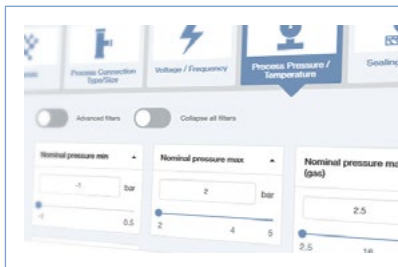 Process Connection
Type/Size
Voltage / Frequency
Process Pressure /
Temperature
Sealing
Advanced filters
Collapse all filters
Nominal pressure min
-1
bar
-1
0.5
Nominal pressure max
2
bar
2
4
5
Nominal pressure ma
(gas)
2.5
2.5
16